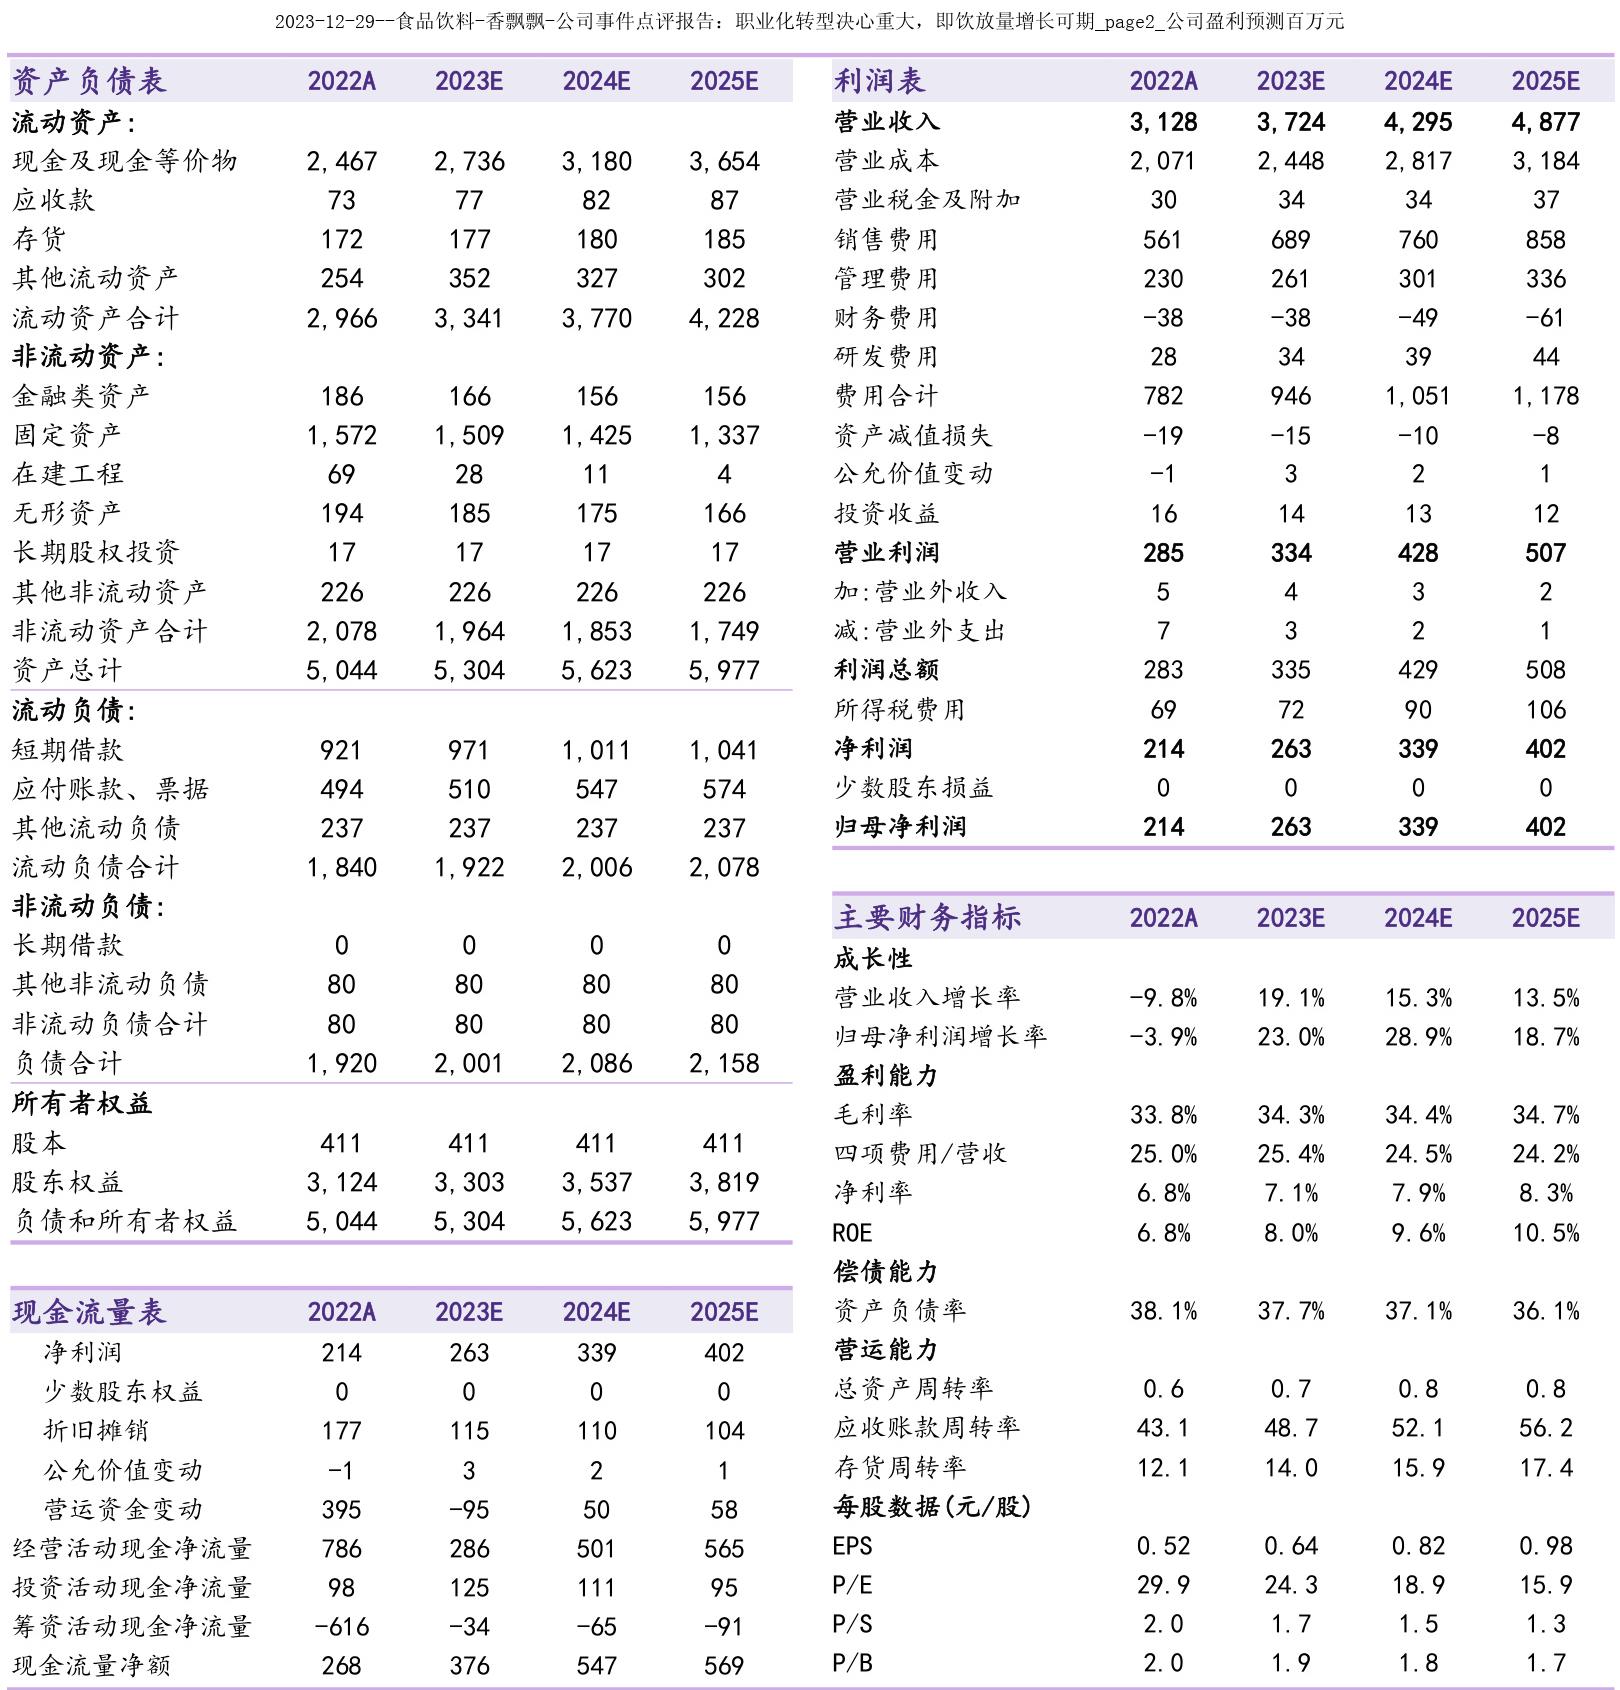 2023-12-29--食品饮料-香飘飘-公司事件点评报告：职业化转型决心重大，即饮放量增长可期_page2_公司盈利预测百万元
资产负债表 2022A 2023E 2024E 2025E
流动资产:
现金及现金等价物 2,467 2,736 3,180 3,654
应收款 73 77 82 87
存货 172 177 180 185
其他流动资产 254 352 327 302
流动资产合计 2,966 3,341 3,770 4,228
非流动资产:
金融类资产 186 166 156 156
固定资产 1,572 1,509 1,425 1,337
在建工程 69 28 11 4
无形资产 194 185 175 166
长期股权投资 17 17 17 17
其他非流动资产 226 226 226 226
非流动资产合计 2,078 1,964 1,853 1,749
资产总计 5,044 5,304 5,623 5,977
流动负债:
短期借款 921 971 1,011 1,041
应付账款、票据 494 510 547 574
其他流动负债 237 237 237 237
流动负债合计 1,840 1,922 2,006 2,078
非流动负债:
长期借款 0 0 0 0
其他非流动负债 80 80 80 80
非流动负债合计 80 80 80 80
负债合计 1,920 2,001 2,086 2,158
所有者权益
股本 411 411 411 411
股东权益 3,124 3,303 3,537 3,819
负债和所有者权益 5,044 5,304 5,623 5,977
现金流量表 2022A 2023E 2024E 2025E
净利润 214 263 339 402
少数股东权益 0 0 0 0
折旧摊销 177 115 110 104
公允价值变动 -1 3 2 1
营运资金变动 395 -95 50 58
经营活动现金净流量 786 286 501 565
投资活动现金净流量 98 125 111 95
筹资活动现金净流量 -616 -34 -65 -91
现金流量净额 268 376 547 569
利润表 2022A 2023E 2024E 2025E
营业收入 3,128 3,724 4,295 4,877
营业成本 2,071 2,448 2,817 3,184
营业税金及附加 30 34 34 37
销售费用 561 689 760 858
管理费用 230 261 301 336
财务费用 -38 -38 -49 -61
研发费用 28 34 39 44
费用合计 782 946 1,051 1,178
资产减值损失 -19 -15 -10 -8
公允价值变动 -1 3 2 1
投资收益 16 14 13 12
营业利润 285 334 428 507
加:营业外收入 5 4 3 2
减:营业外支出 7 3 2 1
利润总额 283 335 429 508
所得税费用 69 72 90 106
净利润 214 263 339 402
少数股东损益 0 0 0 0
归母净利润 214 263 339 402
主要财务指标 2022A 2023E 2024E 2025E
成长性
营业收入增长率 -9.8% 19.1% 15.3% 13.5%
归母净利润增长率 -3.9% 23.0% 28.9% 18.7%
盈利能力
毛利率 33.8% 34.3% 34.4% 34.7%
四项费用/营收 25.0% 25.4% 24.5% 24.2%
净利率 6.8% 7.1% 7.9% 8.3%
ROE 6.8% 8.0% 9.6% 10.5%
偿债能力
资产负债率 38.1% 37.7% 37.1% 36.1%
营运能力
总资产周转率 0.6 0.7 0.8 0.8
应收账款周转率 43.1 48.7 52.1 56.2
存货周转率 12.1 14.0 15.9 17.4
每股数据(元/股)
EPS 0.52 0.64 0.82 0.98
P/E 29.9 24.3 18.9 15.9
P/S 2.0 1.7 1.5 1.3
P/B 2.0 1.9 1.8 1.7